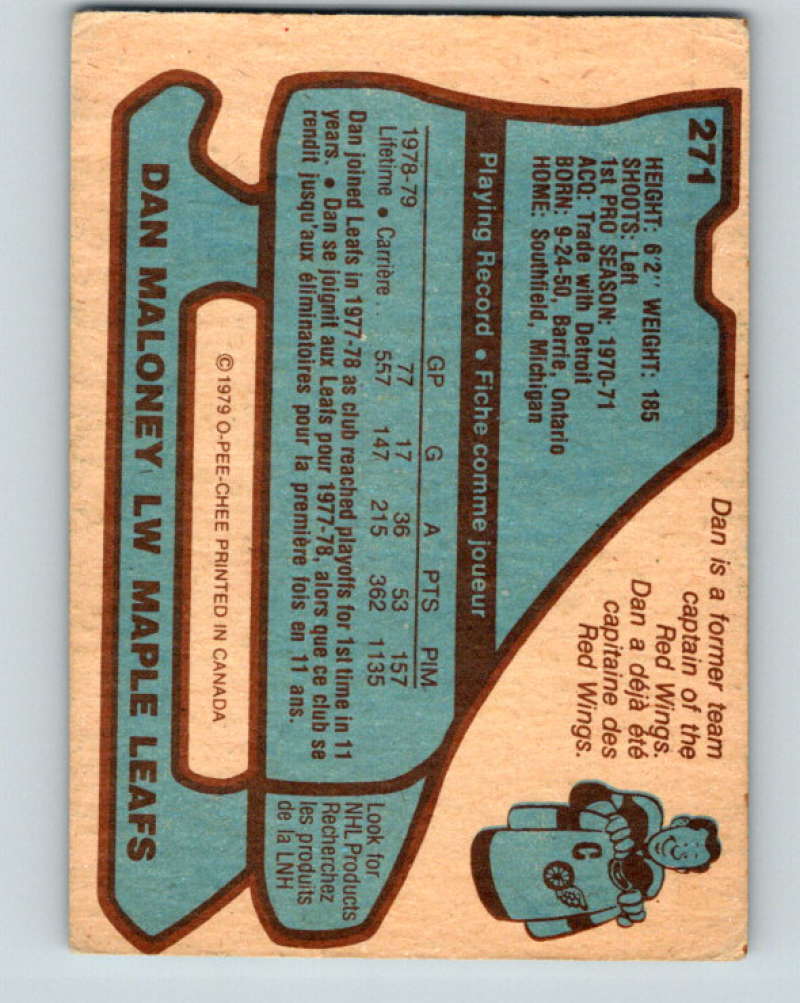 271
HEIGHT: 6'2" WEIGHT: 185
SHOOTS: Left
1st PRO SEASON: 1970-71
ACQ: Trade with Detroit
BORN: 9-24-50, Barrie, Ontario
HOME: Southfield, Michigan
Dan is a former team
captain of the
Red Wings.
Dan a déjà été
capitaine des
Red Wings.
C
Playing Record • Fiche comme joueur
GP G A PTS PIM
1978-79 77 17 36 53 157
Lifetime • Carrière . . 557 147 215 362 1135
Dan joined Leafs in 1977-78 as club reached playoffs for 1st time in 11
years. • Dan se joignit aux Leafs pour 1977-78, alors que ce club se
rendit jusqu'aux éliminatoires pour la première fois en 11 ans.
Look for
NHL Products
Recherchez
les produits
de la LNH
©1979 O-PEE-CHEE PRINTED IN CANADA
DAN MALONEY LW MAPLE LEAFS